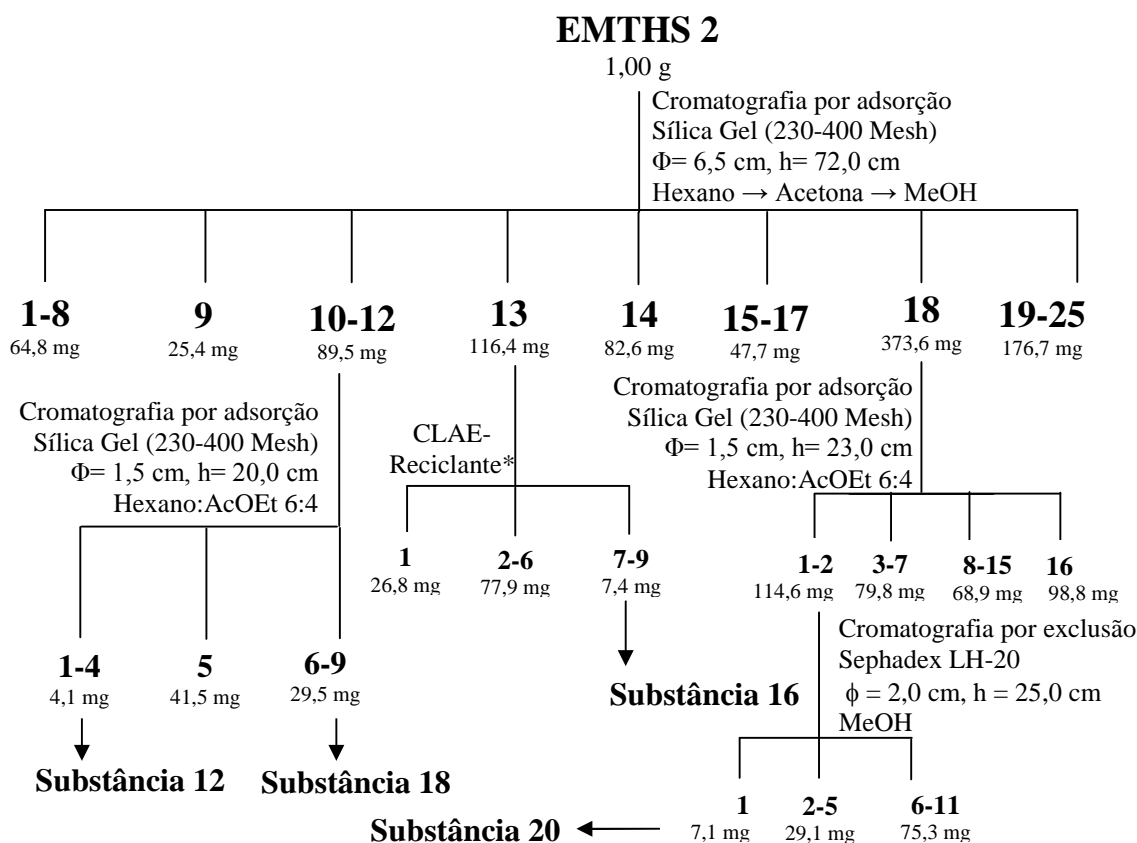 EMTHS 2
1,00 g
Cromatografia por adsorção
Sílica Gel (230-400 Mesh)
Φ= 6,5 cm, h= 72,0 cm
Hexano → Acetona → MeOH
1-8
64,8 mg
9
25,4 mg
10-12
89,5 mg
13
116,4 mg
14
82,6 mg
15-17
47,7 mg
18
373,6 mg
19-25
176,7 mg
Cromatografia por adsorção
Sílica Gel (230-400 Mesh)
Φ= 1,5 cm, h= 20,0 cm
Hexano:AcOEt 6:4
CLAE-
Reciclante*
Cromatografia por adsorção
Sílica Gel (230-400 Mesh)
Φ= 1,5 cm, h= 23,0 cm
Hexano:AcOEt 6:4
1
26,8 mg
2-6
77,9 mg
7-9
7,4 mg
1-2
114,6 mg
3-7
79,8 mg
8-15
68,9 mg
16
98,8 mg
Cromatografia por exclusão
Sephadex LH-20
ϕ = 2,0 cm, h = 25,0 cm
MeOH
1-4
4,1 mg
5
41,5 mg
6-9
29,5 mg
Substância 16
Substância 12
Substância 18
1
7,1 mg
2-5
29,1 mg
6-11
75,3 mg
Substância 20